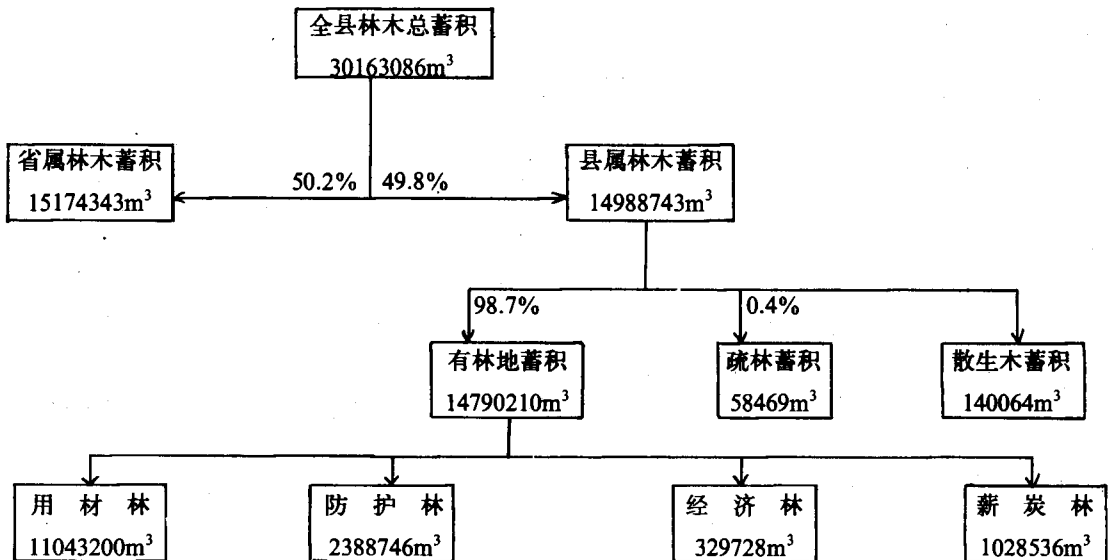 全县林木总蓄积
30163086m³
省属林木蓄积
15174343m³
50.2%
49.8%
县属林木蓄积
14988743m³
98.7%
0.4%
有林地蓄积
14790210m³
疏林蓄积
58469m³
散生木蓄积
140064m³
用材林
11043200m³
防护林
2388746m³
经济林
329728m³
薪炭林
1028536m³